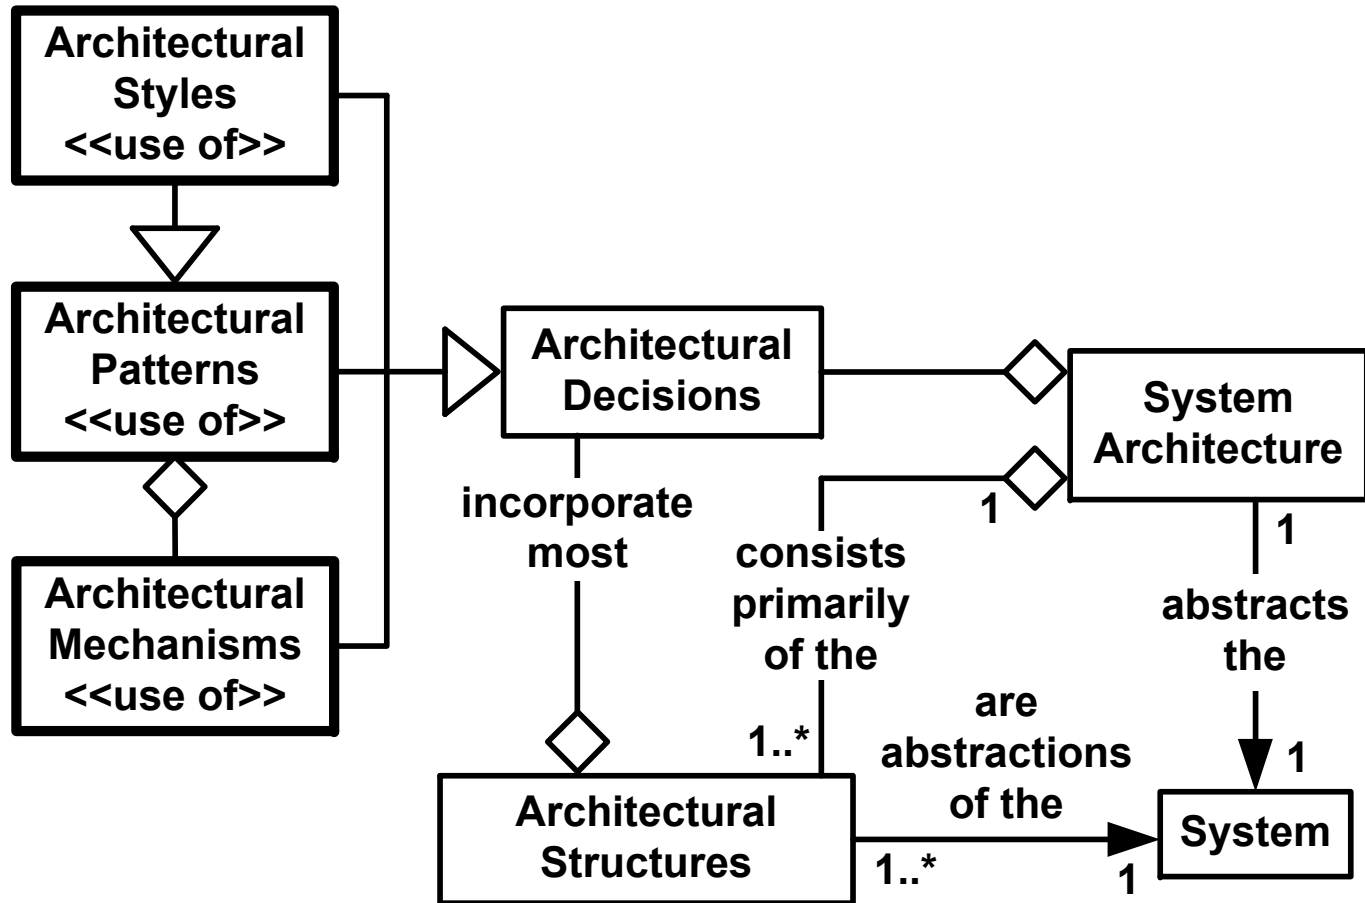 Architectural
Styles
<<use of>>
Architectural
Patterns
<<use of>>
Architectural
Mechanisms
<<use of>>
Architectural
Decisions
System
Architecture
incorporate
most
consists
primarily
of the
1
1..*
1
abstracts
the
1
are
abstractions
of the
1..*
1
Architectural
Structures
System